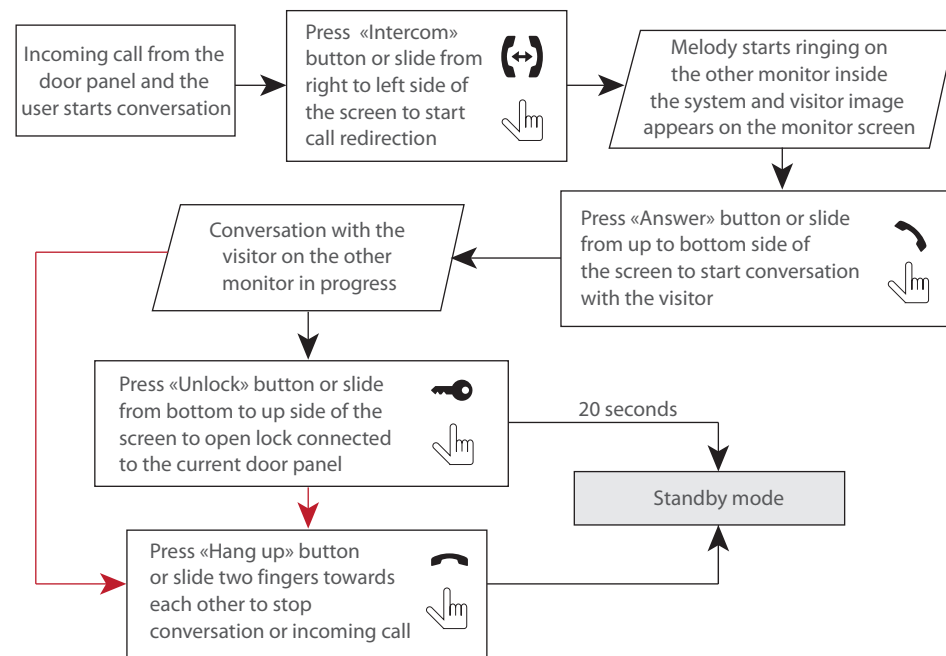 Incoming call from the
door panel and the
user starts conversation
Press «Intercom»
button or slide from
right to left side of
the screen to start
call redirection
Melody starts ringing on
the other monitor inside
the system and visitor image
appears on the monitor screen
Press «Answer» button or slide
from up to bottom side of
the screen to start conversation
with the visitor
Conversation with the
visitor on the other
monitor in progress
Press «Unlock» button or slide
from bottom to up side of the
screen to open lock connected
to the current door panel
20 seconds
Standby mode
Press «Hang up» button
or slide two fingers towards
each other to stop
conversation or incoming call